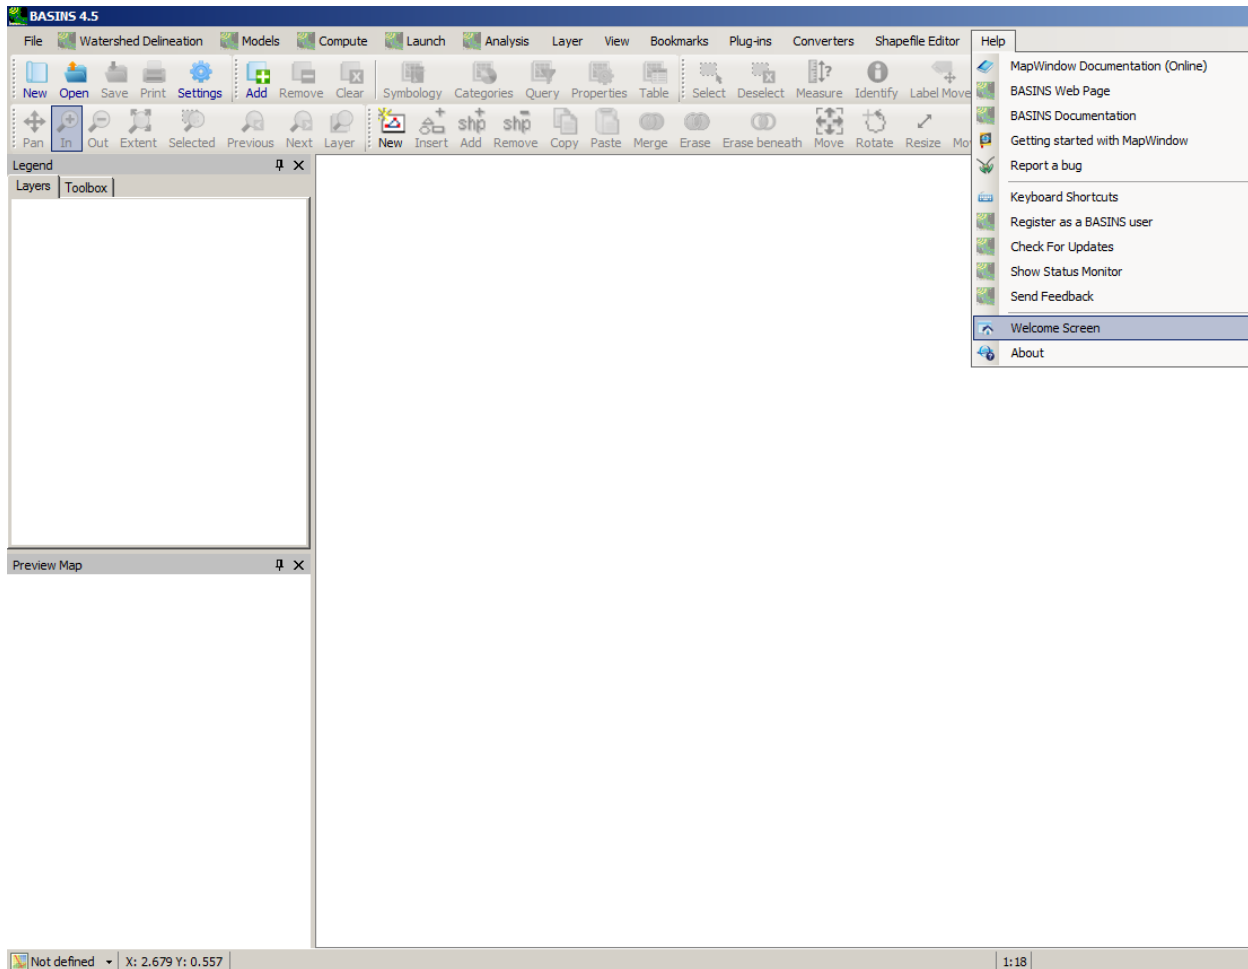 BASINS 4.5
File Watershed Delineation Models Compute Launch Analysis Layer View Bookmarks Plug-ins Converters Shapefile Editor Help
New Open Save Print Settings Add Remove Clear Symbology Categories Query Properties Table Select Deselect Measure Identify Label Move
Pan In Out Extent Selected Previous Next Layer New Insert Add Remove Copy Paste Merge Erase Erase beneath Move Rotate Resize
shp shp
Legend
Layers Toolbox
Preview Map
MapWindow Documentation (Online)
BASINS Web Page
BASINS Documentation
Getting started with MapWindow
Report a bug
Keyboard Shortcuts
Register as a BASINS user
Check For Updates
Show Status Monitor
Send Feedback
Welcome Screen
About
Not defined X: 2.679 Y: 0.557 1:18